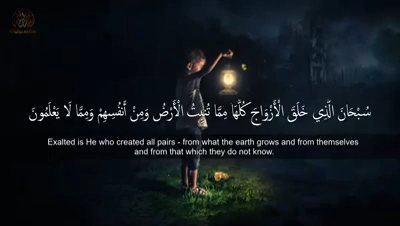 سُبْحَانَ الَّذِي خَلَقَ الْأَزْوَاجَ كُلَّهَا مِمَّا تُنبِتُ الْأَرْضُ وَمِنْ أَنفُسِهِمْ وَمِمَّا لَا يَعْلَمُونَ
Exalted is He who created all pairs - from what the earth grows and from themselves
and from that which they do not know.